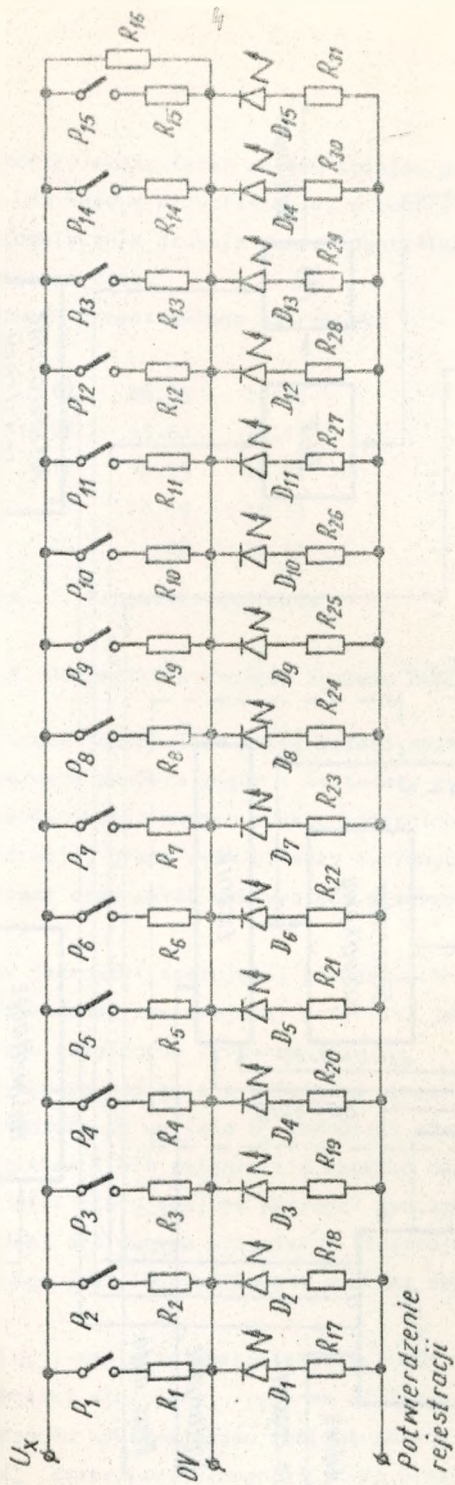 Uₓ
P₁ P₂ P₃ P₄ P₅ P₆ P₇ P₈ P₉ P₁₀ P₁₁ P₁₂ P₁₃ P₁₄ P₁₅
R₁ R₂ R₃ R₄ R₅ R₆ R₇ R₈ R₉ R₁₀ R₁₁ R₁₂ R₁₃ R₁₄ R₁₅ R₁₆
0V
D₁ D₂ D₃ D₄ D₅ D₆ D₇ D₈ D₉ D₁₀ D₁₁ D₁₂ D₁₃ D₁₄ D₁₅
R₁₇ R₁₈ R₁₉ R₂₀ R₂₁ R₂₂ R₂₃ R₂₄ R₂₅ R₂₆ R₂₇ R₂₈ R₂₉ R₃₀ R₃₁
Potwierdzenie
rejestracji